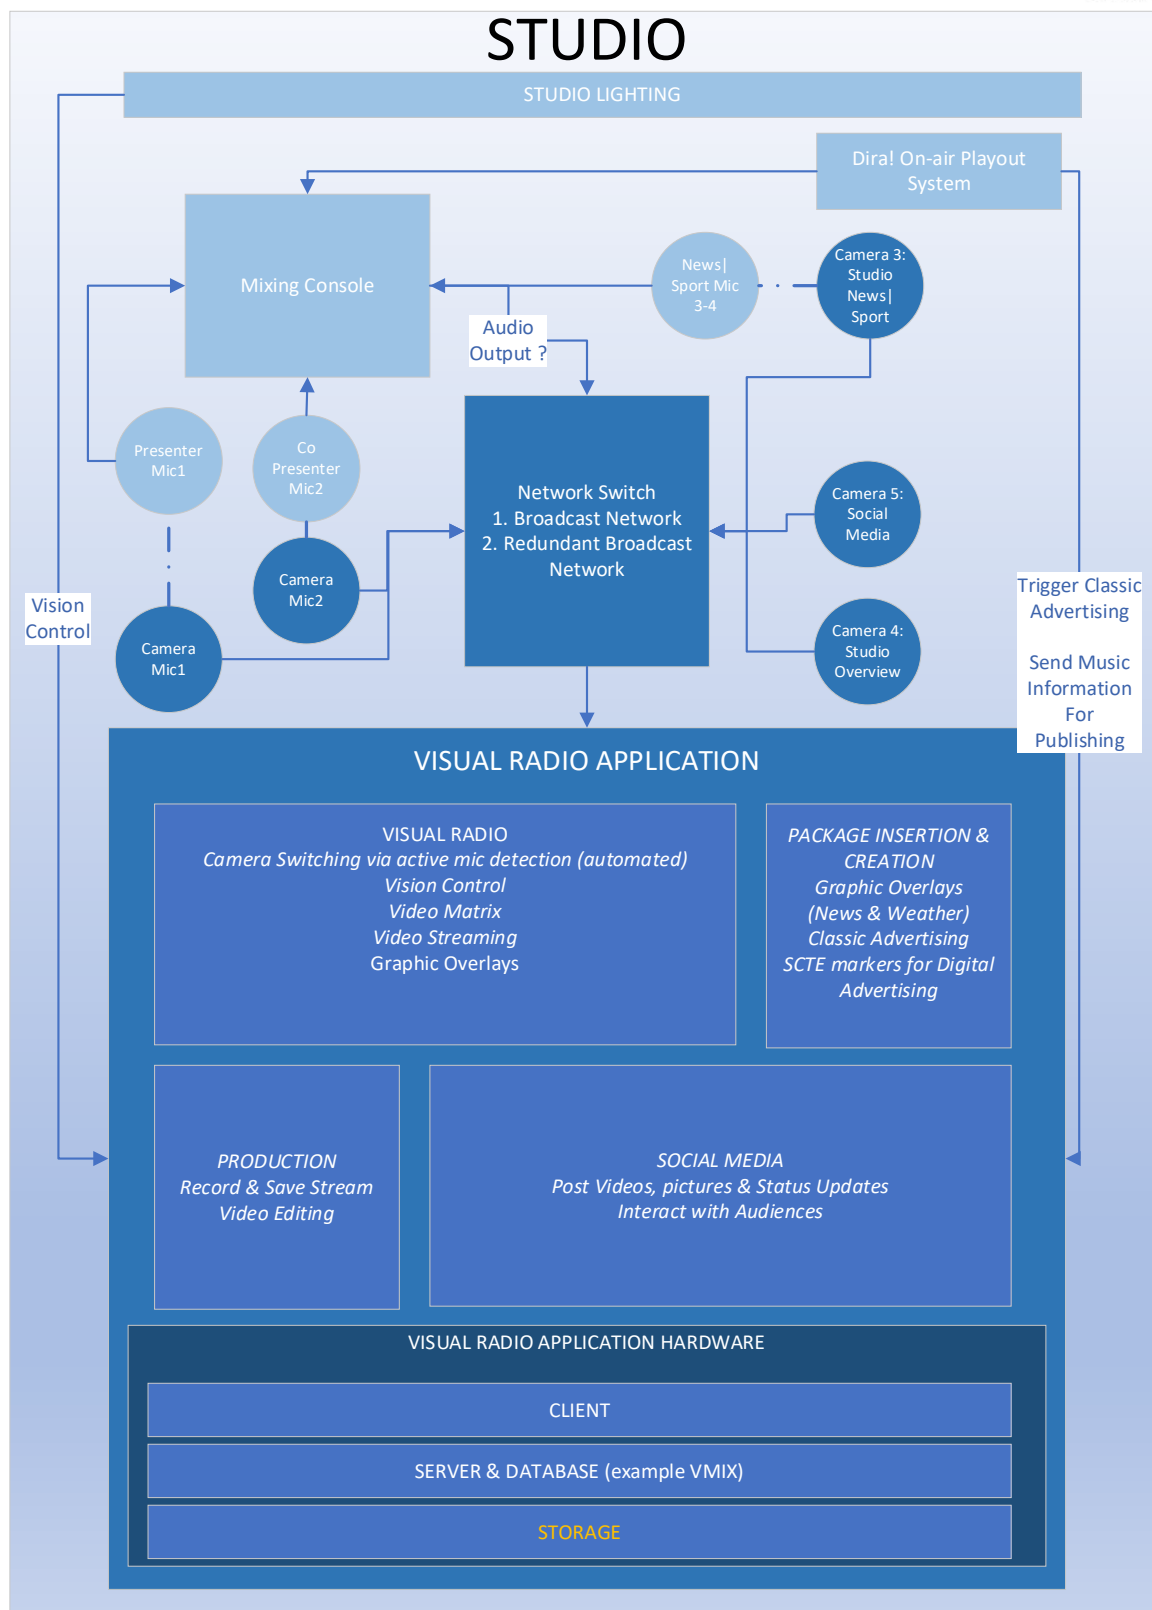 STUDIO
STUDIO LIGHTING
Dira! On-air Playout
System
Mixing Console
News|
Sport Mic
3-4
Camera 3:
Studio
News|
Sport
Audio
Output ?
Presenter
Mic1
Co
Presenter
Mic2
Network Switch
1. Broadcast Network
2. Redundant Broadcast
Network
Camera 5:
Social
Media
Camera
Mic2
Vision
Control
Camera
Mic1
Camera 4:
Studio
Overview
Trigger Classic
Advertising
Send Music
Information
For
Publishing
VISUAL RADIO APPLICATION
VISUAL RADIO
Camera Switching via active mic detection (automated)
Vision Control
Video Matrix
Video Streaming
Graphic Overlays
PACKAGE INSERTION &
CREATION
Graphic Overlays
(News & Weather)
Classic Advertising
SCTE markers for Digital
Advertising
PRODUCTION
Record & Save Stream
Video Editing
SOCIAL MEDIA
Post Videos, pictures & Status Updates
Interact with Audiences
VISUAL RADIO APPLICATION HARDWARE
CLIENT
SERVER & DATABASE (example VMIX)
STORAGE